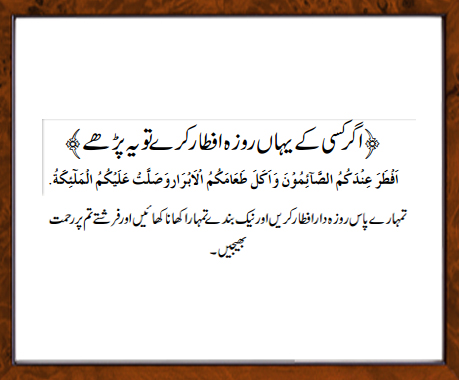 ﴿اگر کسی کے یہاں روزہ افطار کرے تو یہ پڑھے﴾
اَفْطَرَ عِنْدَكُمُ الصَّآئِمُوْنَ وَاَكَلَ طَعَامَكُمُ الْاَبْرَارُ وَصَلَّتْ عَلَيْكُمُ الْمَلٰٓئِكَةُ.
تمہارے پاس روزہ دار افطار کریں اور نیک بندے تمہارا کھانا کھائیں اور فرشتے تم پر رحمت
بھیجیں۔